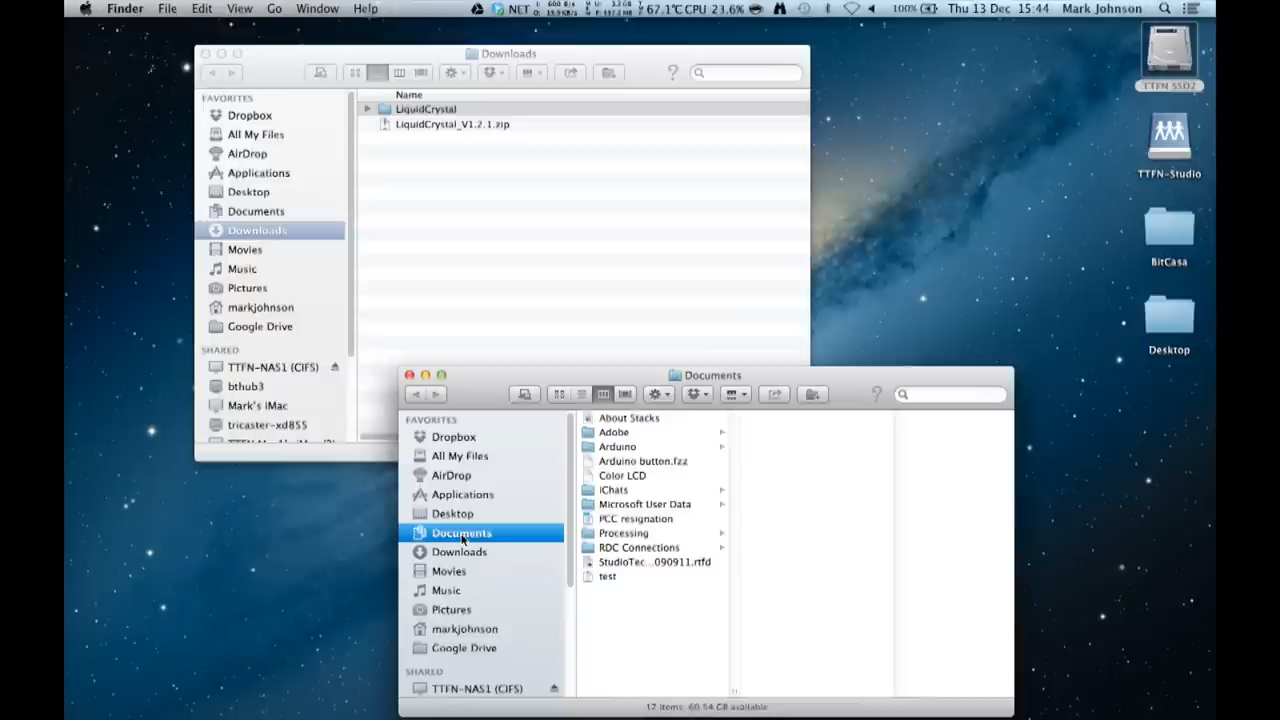 Finder File Edit View Go Window Help NET 67.1°C CPU 23.6% 100% Thu 13 Dec 15:44 Mark Johnson
Downloads
FAVORITES
Dropbox
All My Files
AirDrop
Applications
Desktop
Documents
Downloads
Movies
Music
Pictures
markjohnson
Google Drive
SHARED
TTFN-NAS1 (CIFS)
bthub3
Mark's iMac
tricaster-xd855
Name
LiquidCrystal
LiquidCrystal_V1.2.1.zip
TTFN SSD2
TTFN-Studio
BitCasa
Desktop
Documents
FAVORITES
Dropbox
All My Files
AirDrop
Applications
Desktop
Documents
Downloads
Movies
Music
Pictures
markjohnson
Google Drive
SHARED
TTFN-NAS1 (CIFS)
About Stacks
Adobe
Arduino
Arduino button.fzz
Color LCD
iChats
Microsoft User Data
PCC resignation
Processing
RDC Connections
StudioTec...090911.rtfd
test
17 items, 60.54 GB available